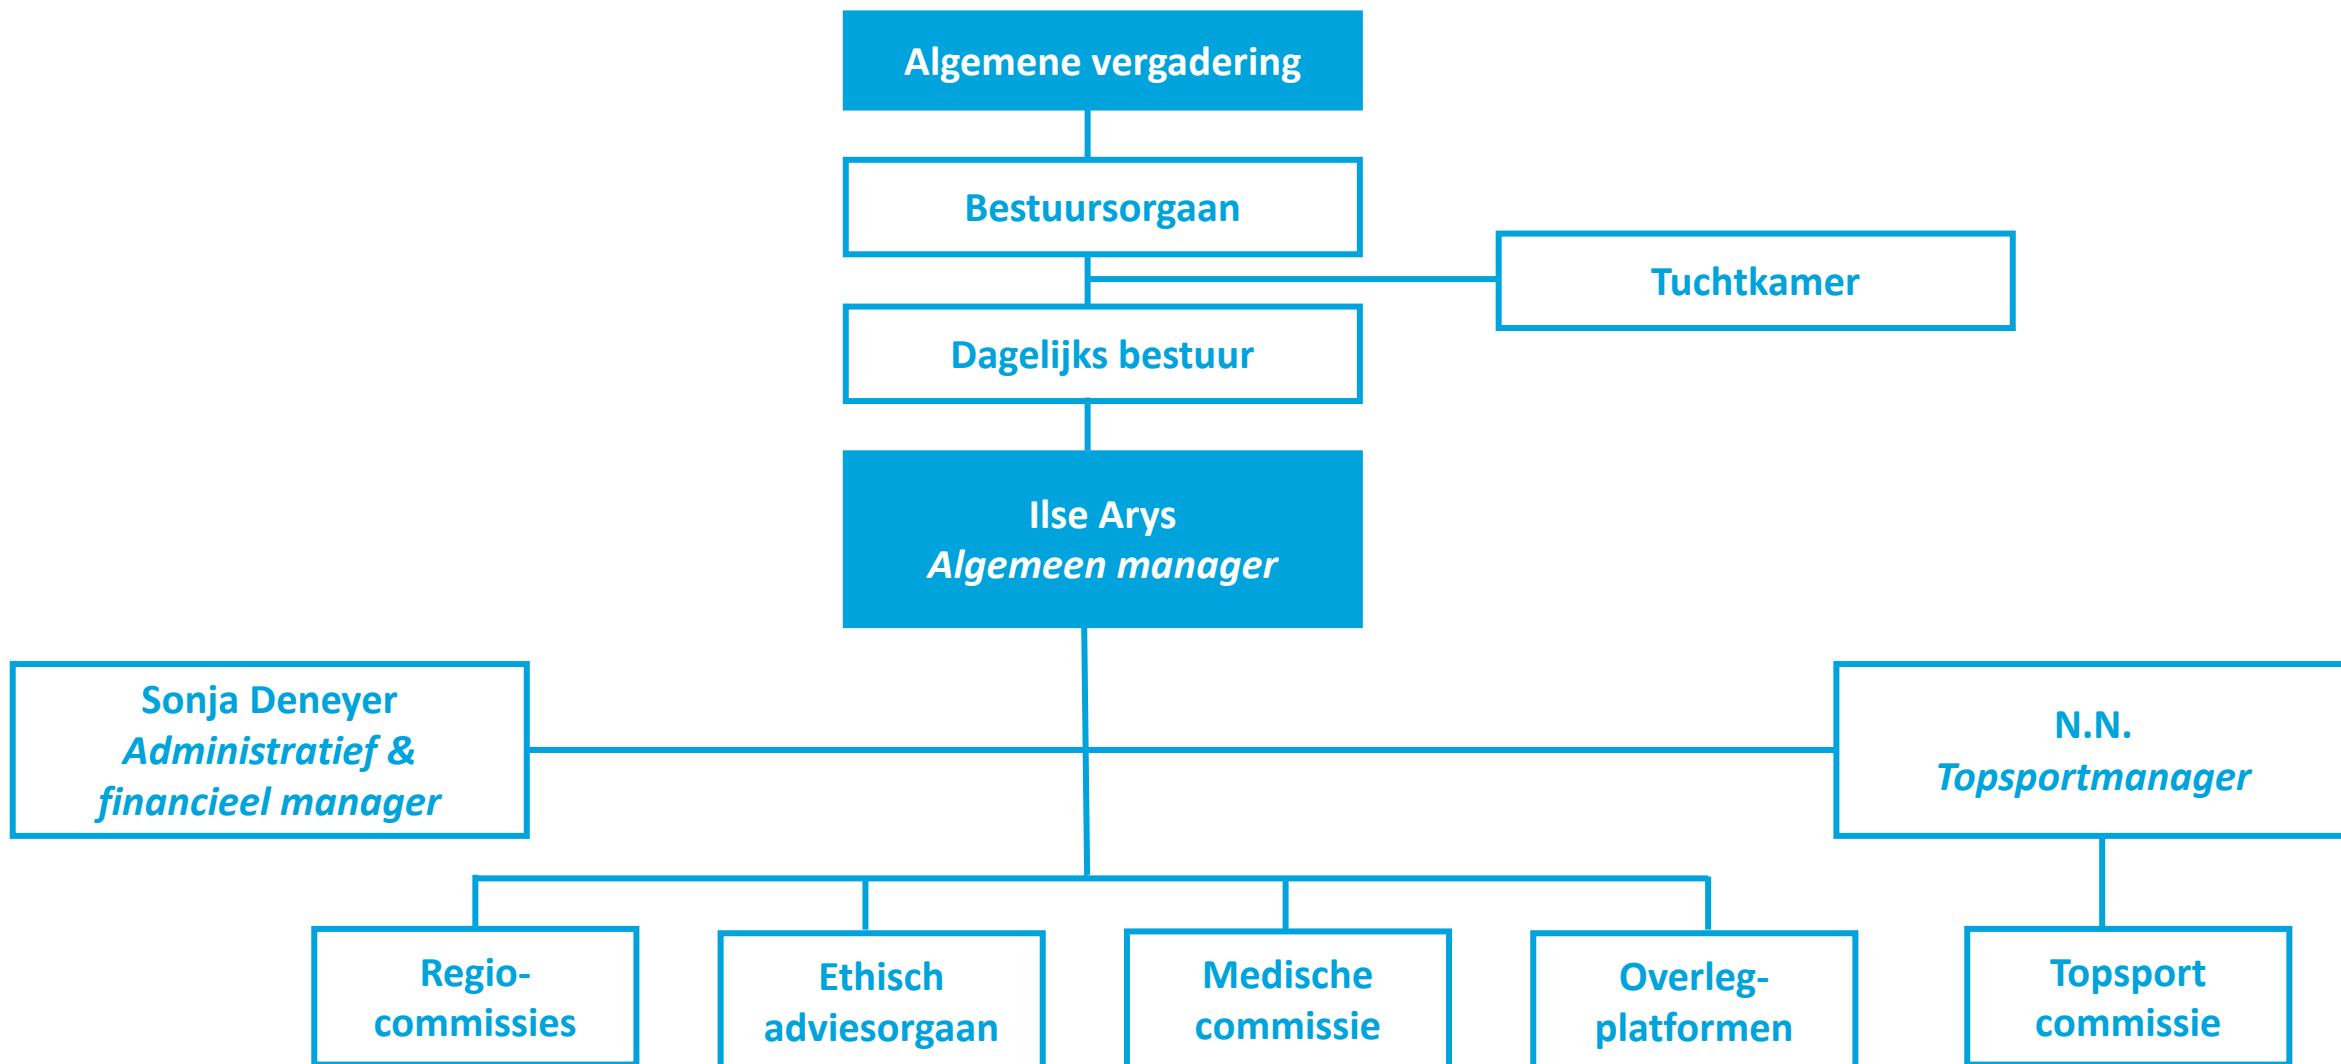 Algemene vergadering
Bestuursorgaan
Tuchtkamer
Dagelijks bestuur
Ilse Arys
Algemeen manager
Sonja Deneyer
Administratief &
financieel manager
N.N.
Topsportmanager
Regio-
commissies
Ethisch
adviesorgaan
Medische
commissie
Overleg-
platformen
Topsport
commissie